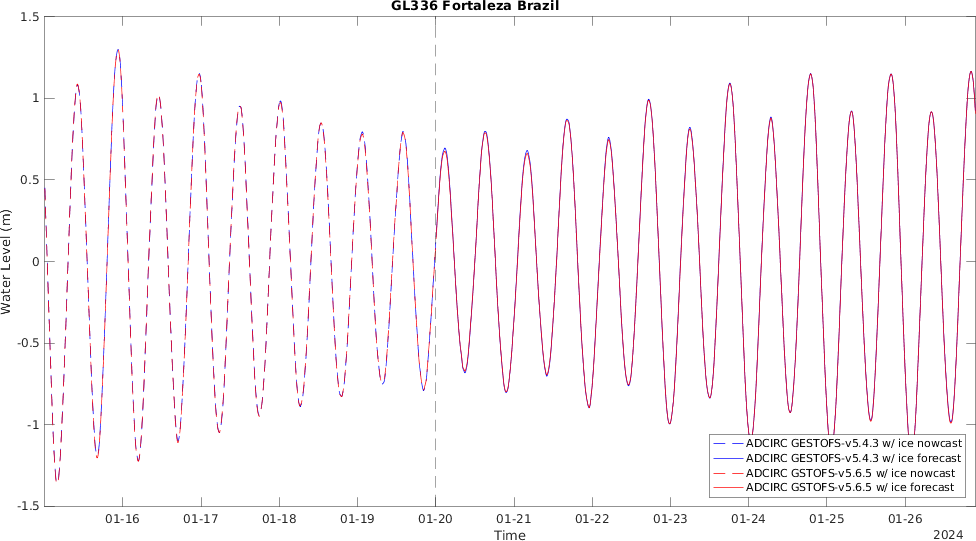 GL336 Fortaleza Brazil
1.5
1
0.5
0
-0.5
-1
-1.5
Water Level (m)
ADCIRC GESTOFS-v5.4.3 w/ ice nowcast
ADCIRC GESTOFS-v5.4.3 w/ ice forecast
ADCIRC GSTOFS-v5.6.5 w/ ice nowcast
ADCIRC GSTOFS-v5.6.5 w/ ice forecast
01-16 01-17 01-18 01-19 01-20 01-21 01-22 01-23 01-24 01-25 01-26
Time
2024